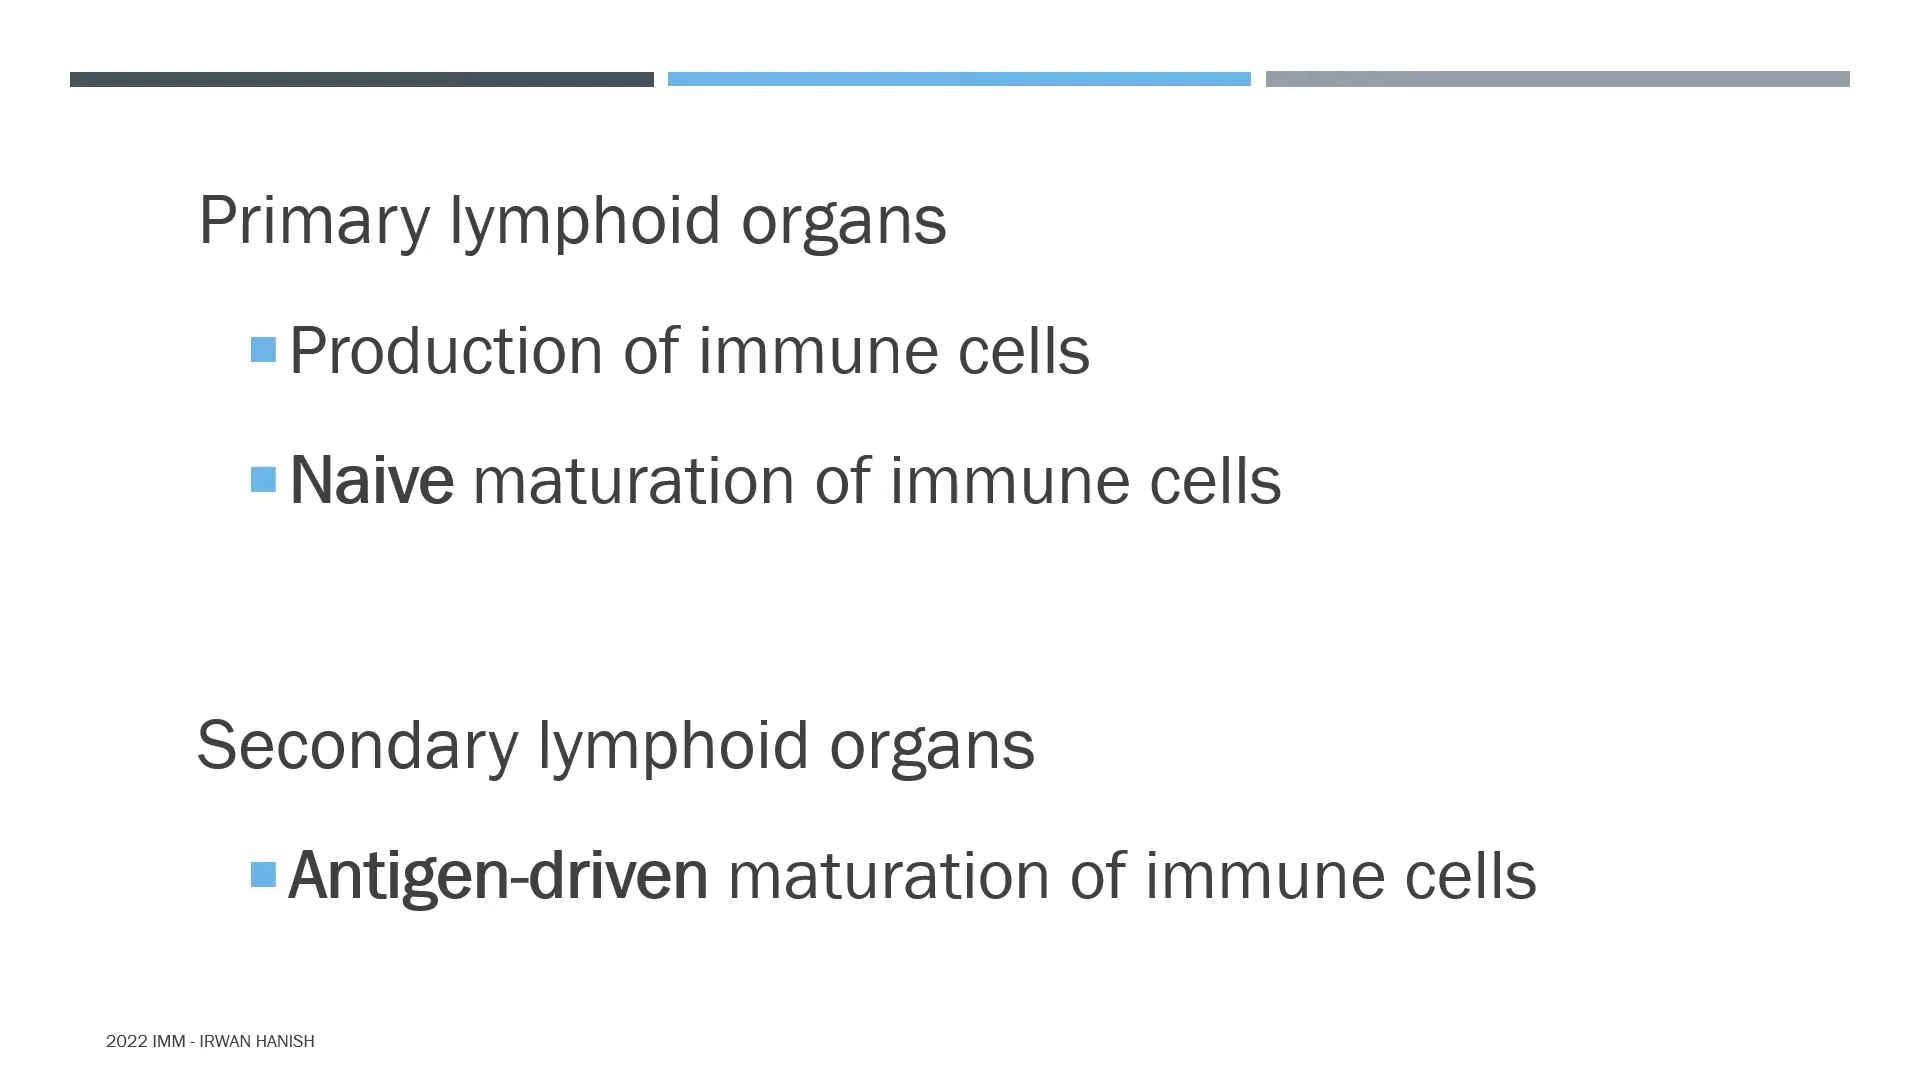 Primary lymphoid organs
Production of immune cells
Naive maturation of immune cells
Secondary lymphoid organs
Antigen-driven maturation of immune cells
2022 IMM - IRWAN HANISH